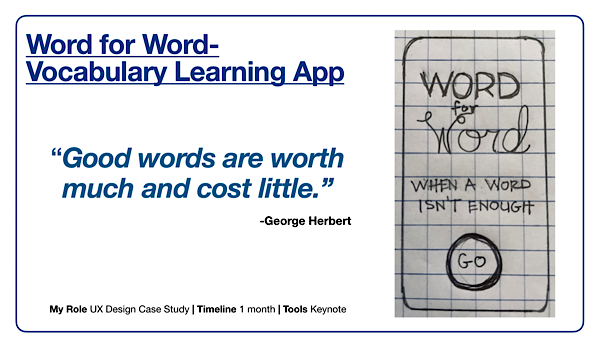 Word for Word-
Vocabulary Learning App
“Good words are worth
much and cost little.”
-George Herbert
My Role UX Design Case Study | Timeline 1 month | Tools Keynote
WORD
for
Word
WHEN A WORD
ISN'T ENOUGH
GO